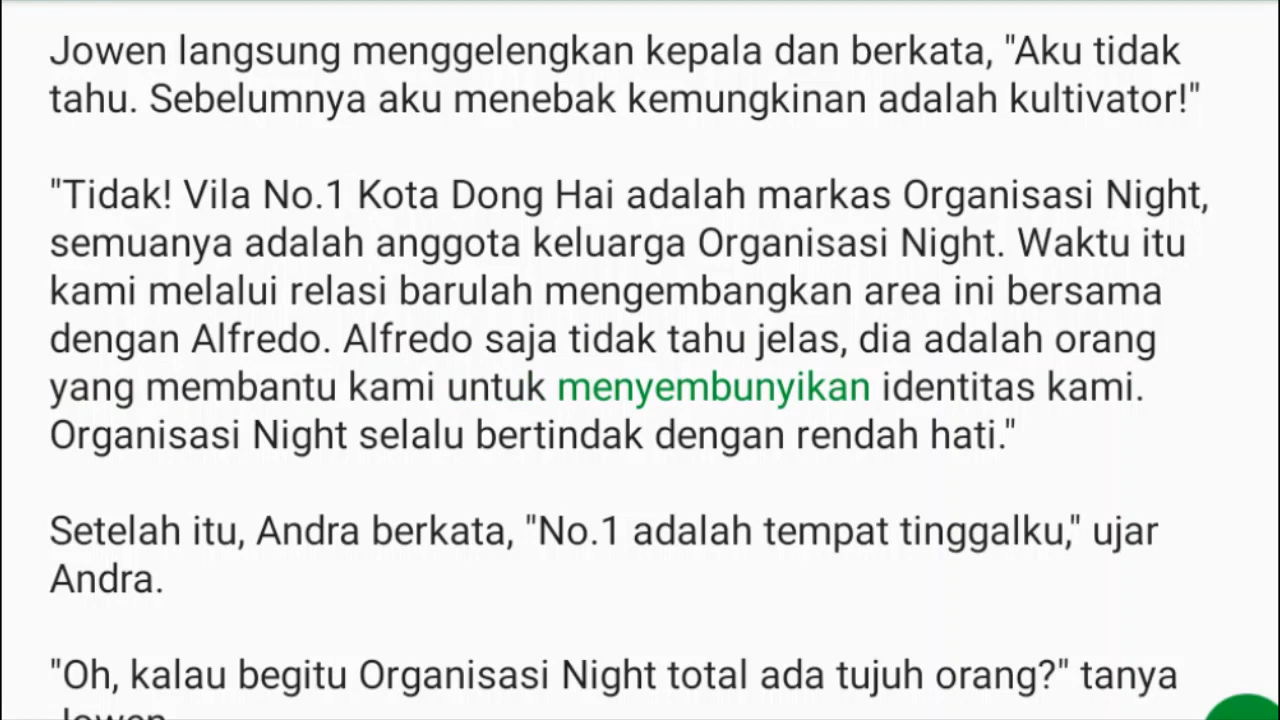 Jowen langsung menggelengkan kepala dan berkata, "Aku tidak
tahu. Sebelumnya aku menebak kemungkinan adalah kultivator!"
"Tidak! Vila No.1 Kota Dong Hai adalah markas Organisasi Night,
semuanya adalah anggota keluarga Organisasi Night. Waktu itu
kami melalui relasi barulah mengembangkan area ini bersama
dengan Alfredo. Alfredo saja tidak tahu jelas, dia adalah orang
yang membantu kami untuk menyembunyikan identitas kami.
Organisasi Night selalu bertindak dengan rendah hati."
Setelah itu, Andra berkata, "No.1 adalah tempat tinggalku," ujar
Andra.
"Oh, kalau begitu Organisasi Night total ada tujuh orang?" tanya
Jowen